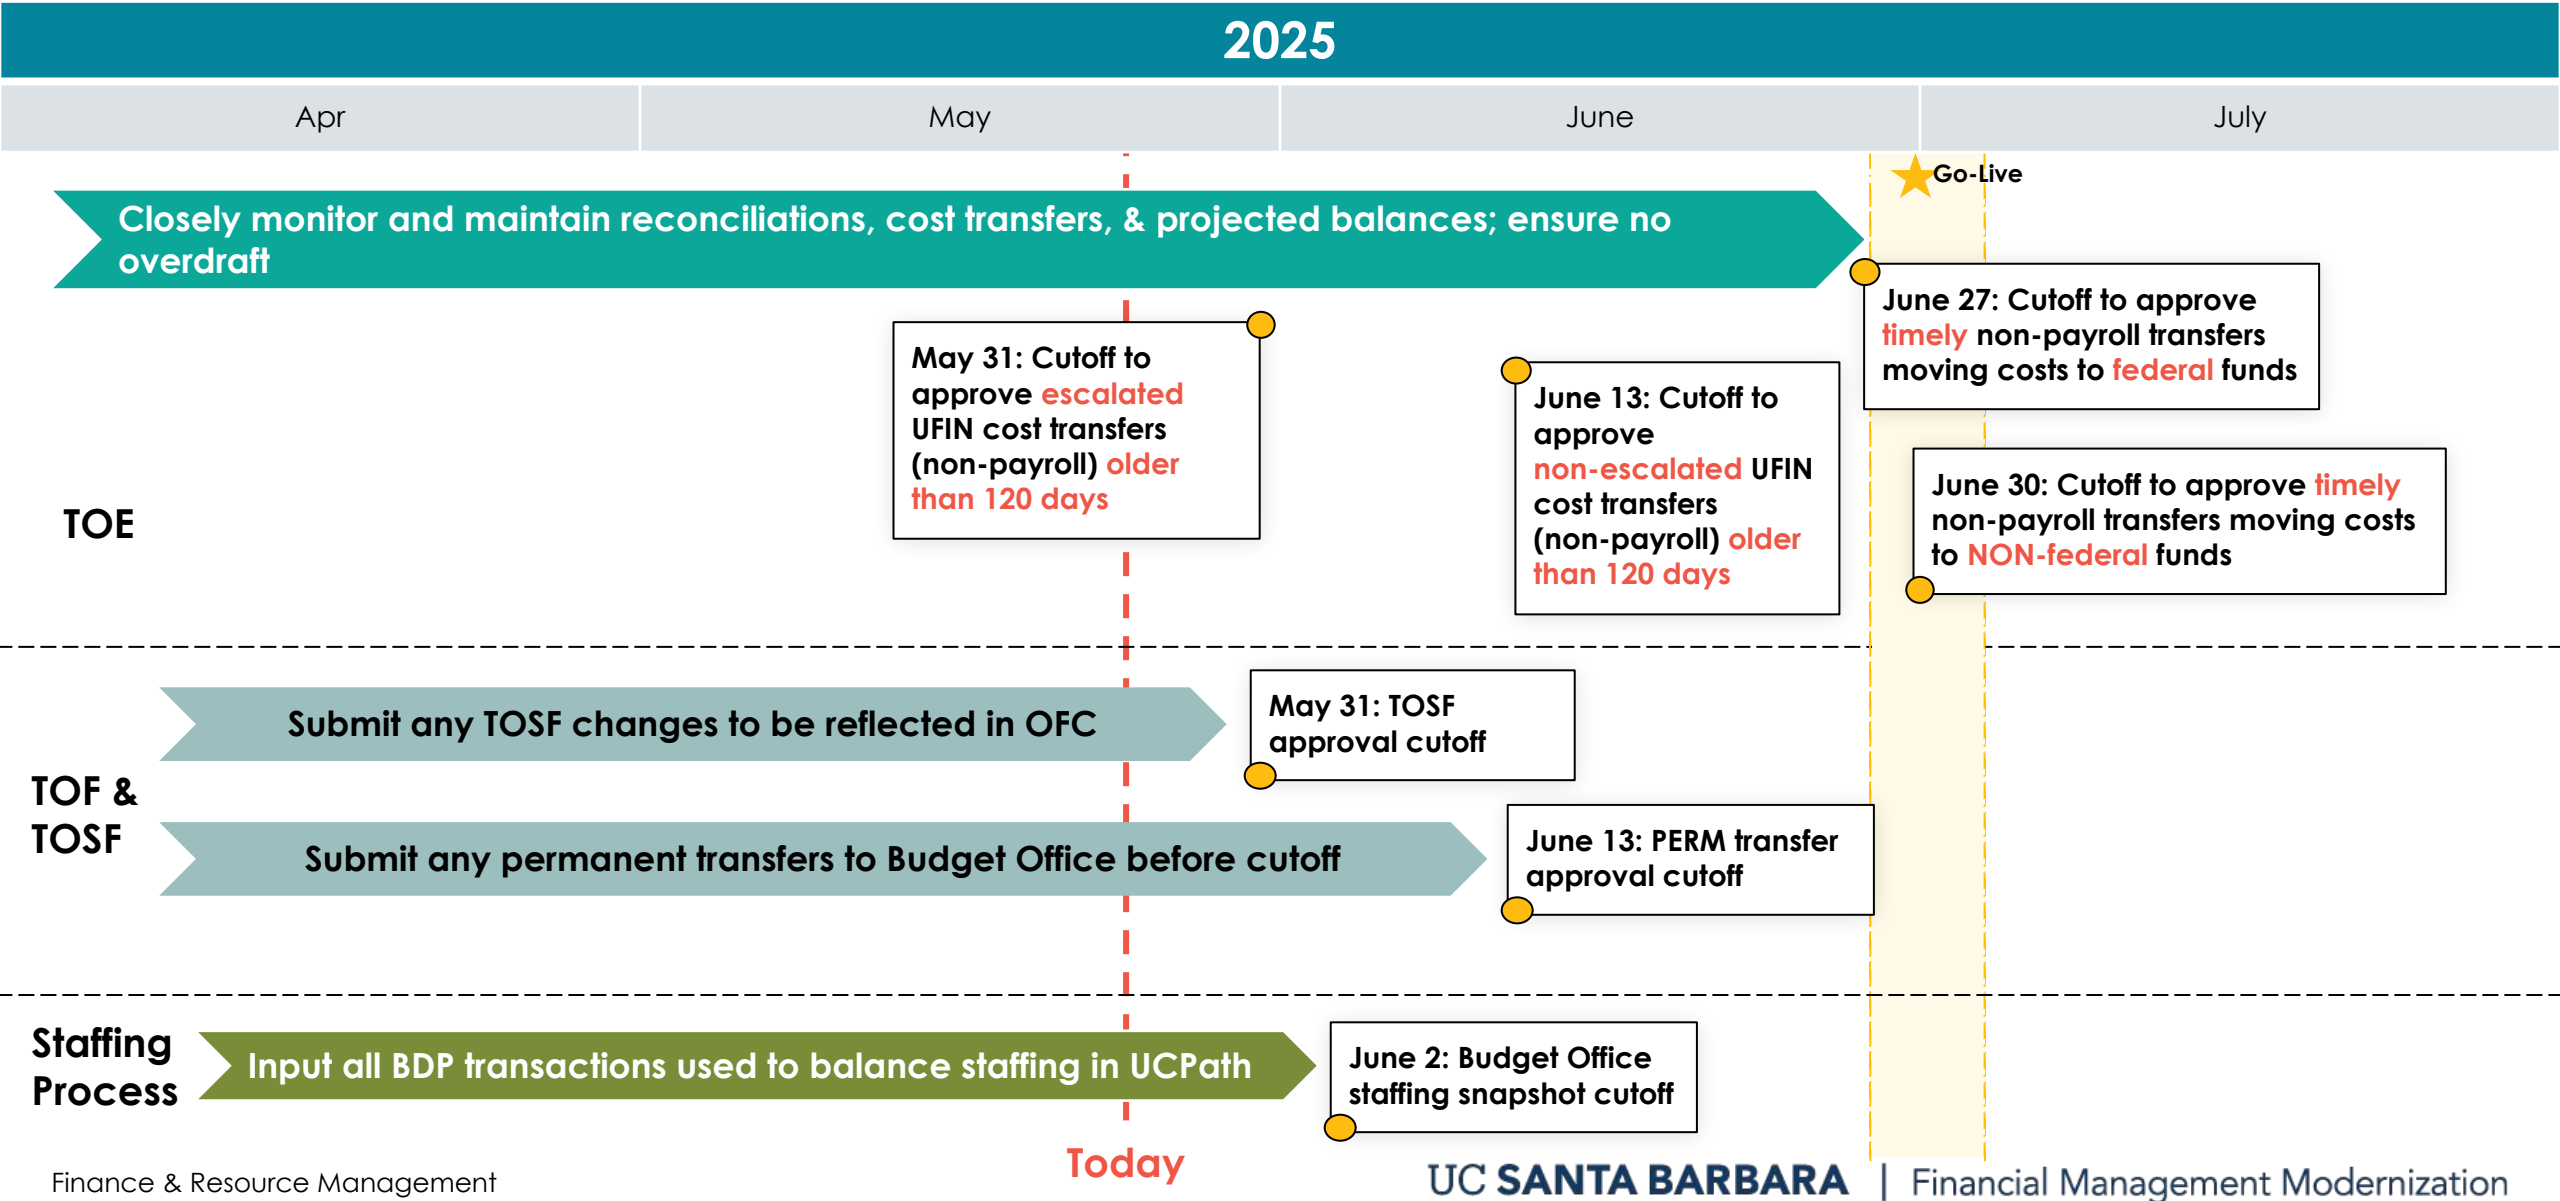 2025
Apr
May
June
July
Go-Live
Closely monitor and maintain reconciliations, cost transfers, & projected balances; ensure no
overdraft
June 27: Cutoff to approve
timely non-payroll transfers
moving costs to federal funds
May 31: Cutoff to
approve escalated
UFIN cost transfers
(non-payroll) older
than 120 days
June 13: Cutoff to
approve
non-escalated UFIN
cost transfers
(non-payroll) older
than 120 days
June 30: Cutoff to approve timely
non-payroll transfers moving costs
to NON-federal funds
TOE
Submit any TOSF changes to be reflected in OFC
May 31: TOSF
approval cutoff
TOF &
TOSF
Submit any permanent transfers to Budget Office before cutoff
June 13: PERM transfer
approval cutoff
Staffing
Process
Input all BDP transactions used to balance staffing in UCPath
June 2: Budget Office
staffing snapshot cutoff
Today
Finance & Resource Management
UC SANTA BARBARA | Financial Management Modernization